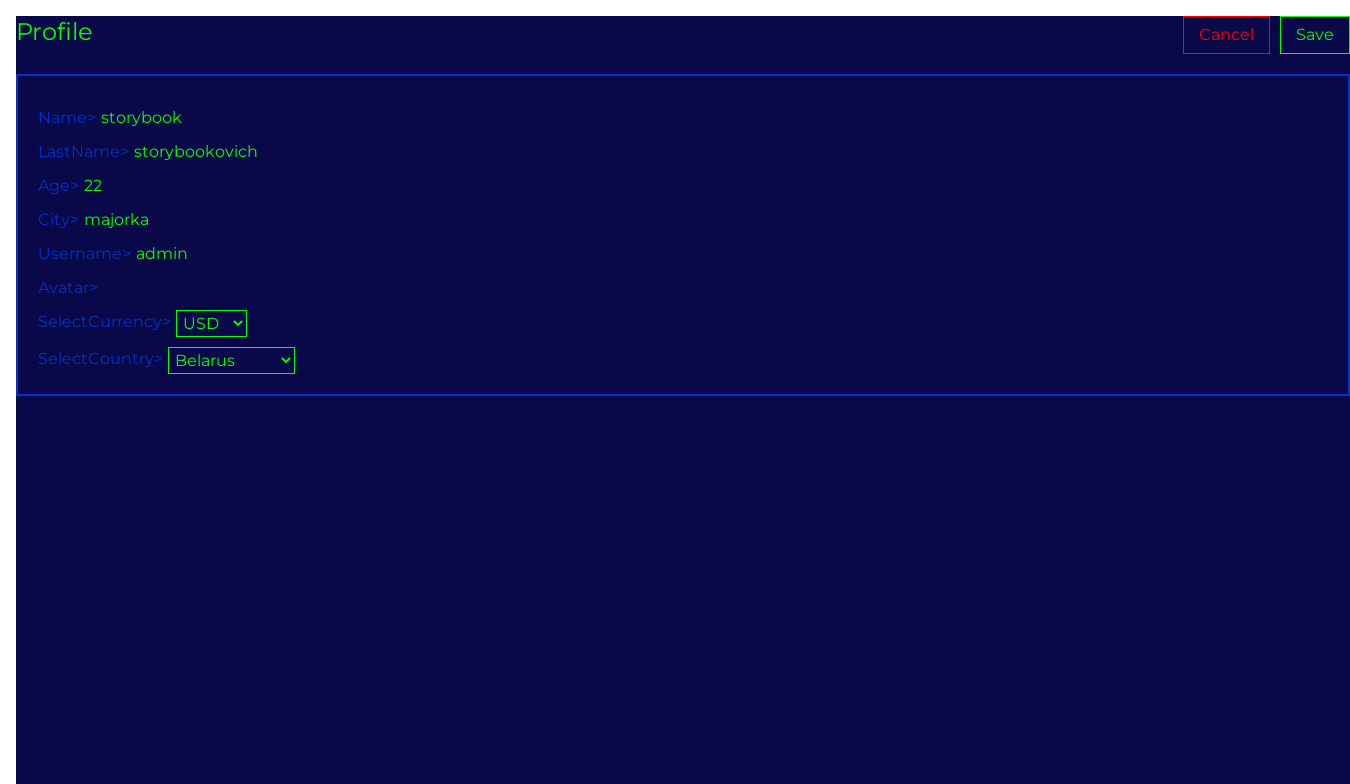 Profile
Cancel
Save
Name> storybook
LastName> storybookovich
Age> 22
City> majorka
Username> admin
Avatar>
SelectCurrency> USD
SelectCountry> Belarus